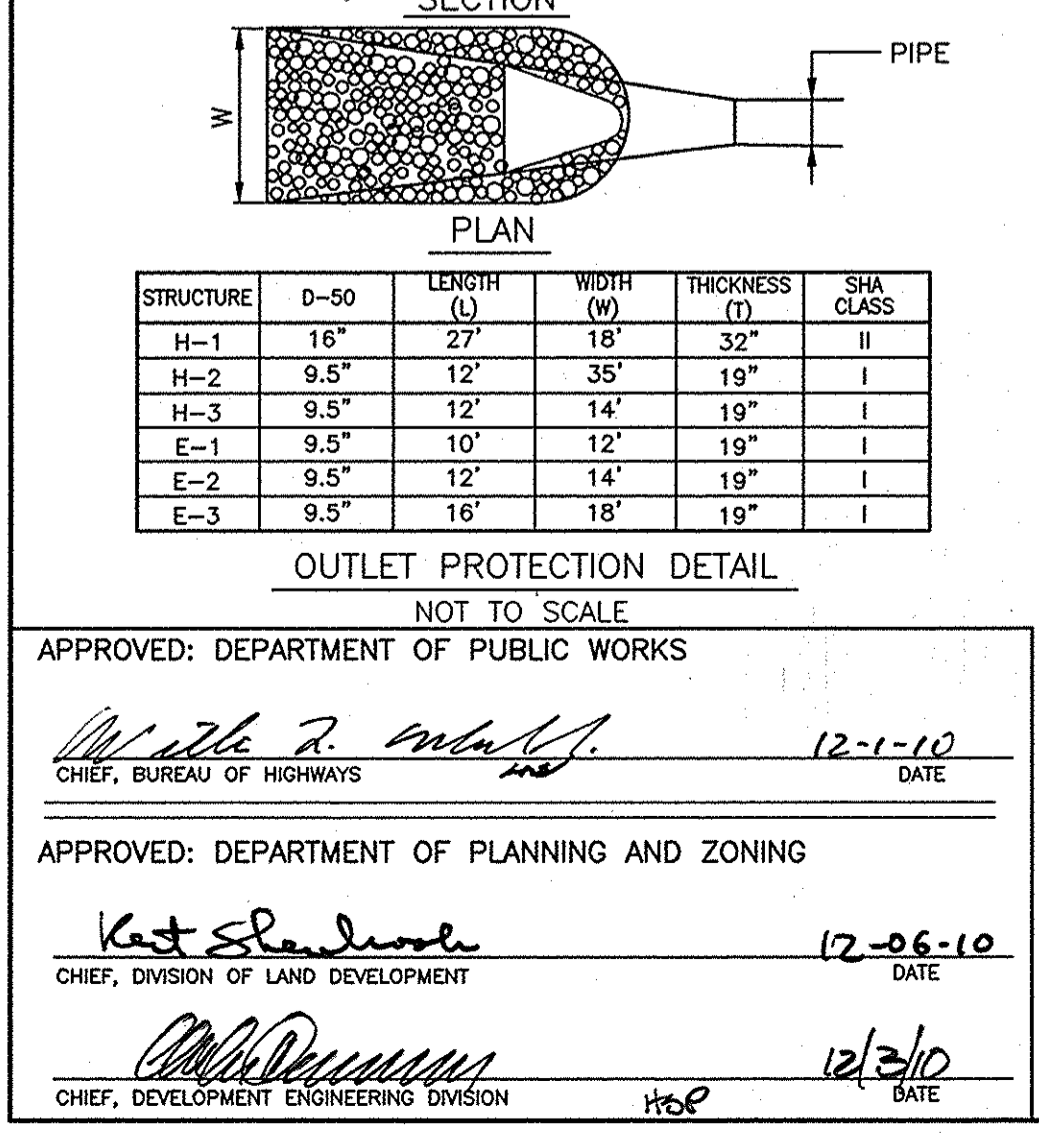 SECTION
PIPE
W
PLAN
STRUCTURE D-50 LENGTH (L) WIDTH (W) THICKNESS (T) SHA CLASS
H-1 16" 27' 18' 32" II
H-2 9.5" 12' 35' 19" I
H-3 9.5" 12' 14' 19" I
E-1 9.5" 10' 12' 19" I
E-2 9.5" 12' 14' 19" I
E-3 9.5" 16' 18' 19" I
OUTLET PROTECTION DETAIL
NOT TO SCALE
APPROVED: DEPARTMENT OF PUBLIC WORKS
12-1-10
CHIEF, BUREAU OF HIGHWAYS DATE
APPROVED: DEPARTMENT OF PLANNING AND ZONING
Kent 12-06-10
CHIEF, DIVISION OF LAND DEVELOPMENT DATE
12/3/10
CHIEF, DEVELOPMENT ENGINEERING DIVISION DATE